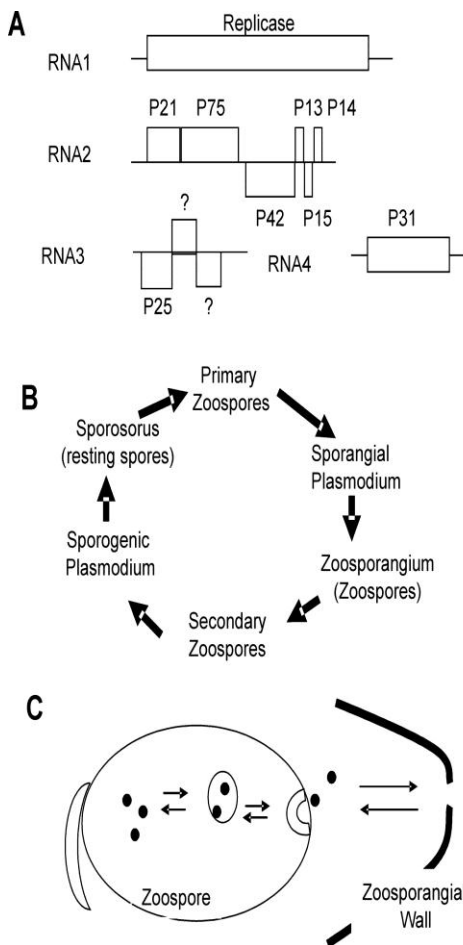 A
Replicase
RNA1
P21 P75 P13 P14
RNA2
P42 P15
?
RNA3 RNA4 P31
P25 ?
B
Primary
Zoospores
Sporosorus
(resting spores)
Sporangial
Plasmodium
Sporogenic
Plasmodium
Zoosporangium
(Zoospores)
Secondary
Zoospores
C
Zoospore
Zoosporangia
Wall